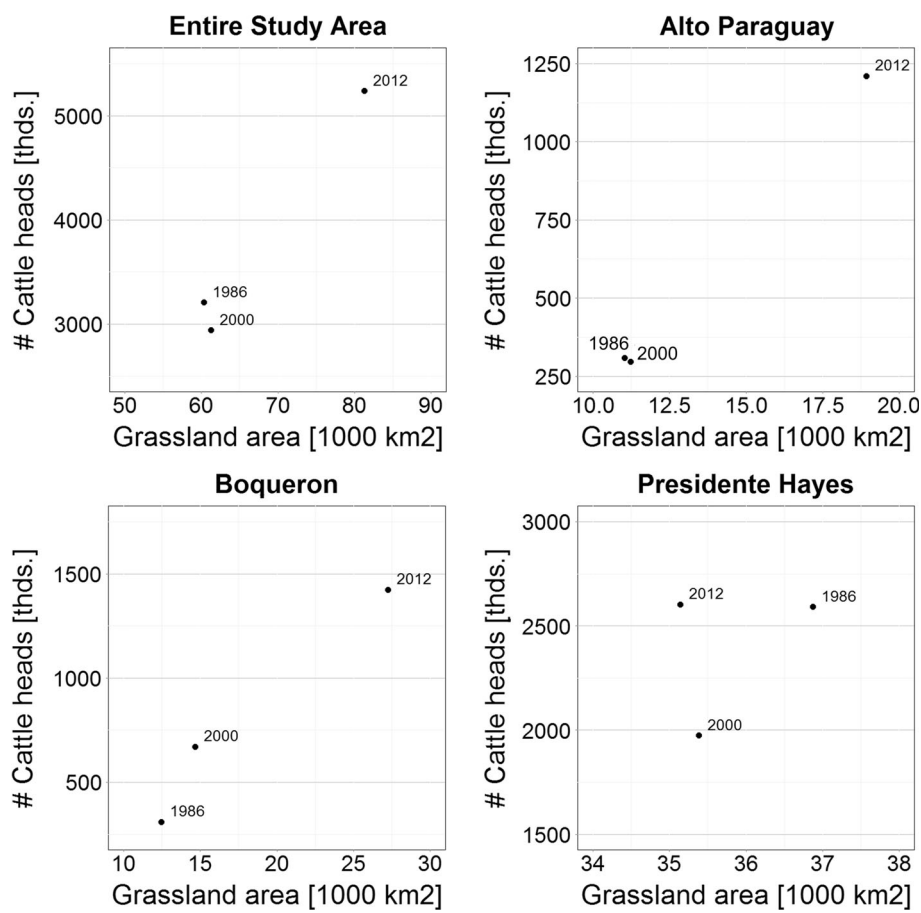 Entire Study Area
# Cattle heads [thds.]
5000
4000
3000
2012
1986
2000
50 60 70 80 90
Grassland area [1000 km2]
Alto Paraguay
# Cattle heads [thds.]
1250
1000
750
500
250
2012
1986
2000
10.0 12.5 15.0 17.5 20.0
Grassland area [1000 km2]
Boqueron
# Cattle heads [thds.]
1500
1000
500
2012
2000
1986
10 15 20 25 30
Grassland area [1000 km2]
Presidente Hayes
# Cattle heads [thds.]
3000
2500
2000
1500
2012
1986
2000
34 35 36 37 38
Grassland area [1000 km2]